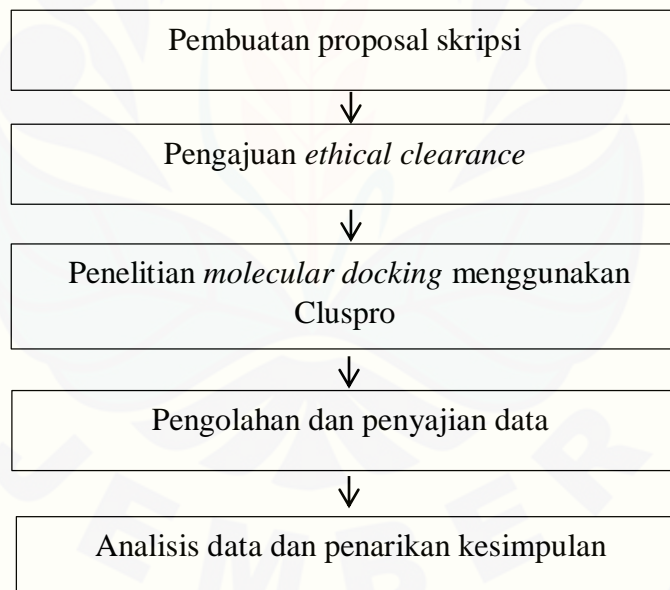 Pembuatan proposal skripsi
Pengajuan ethical clearance
Penelitian molecular docking menggunakan
Cluspro
Pengolahan dan penyajian data
Analisis data dan penarikan kesimpulan
JEMBER